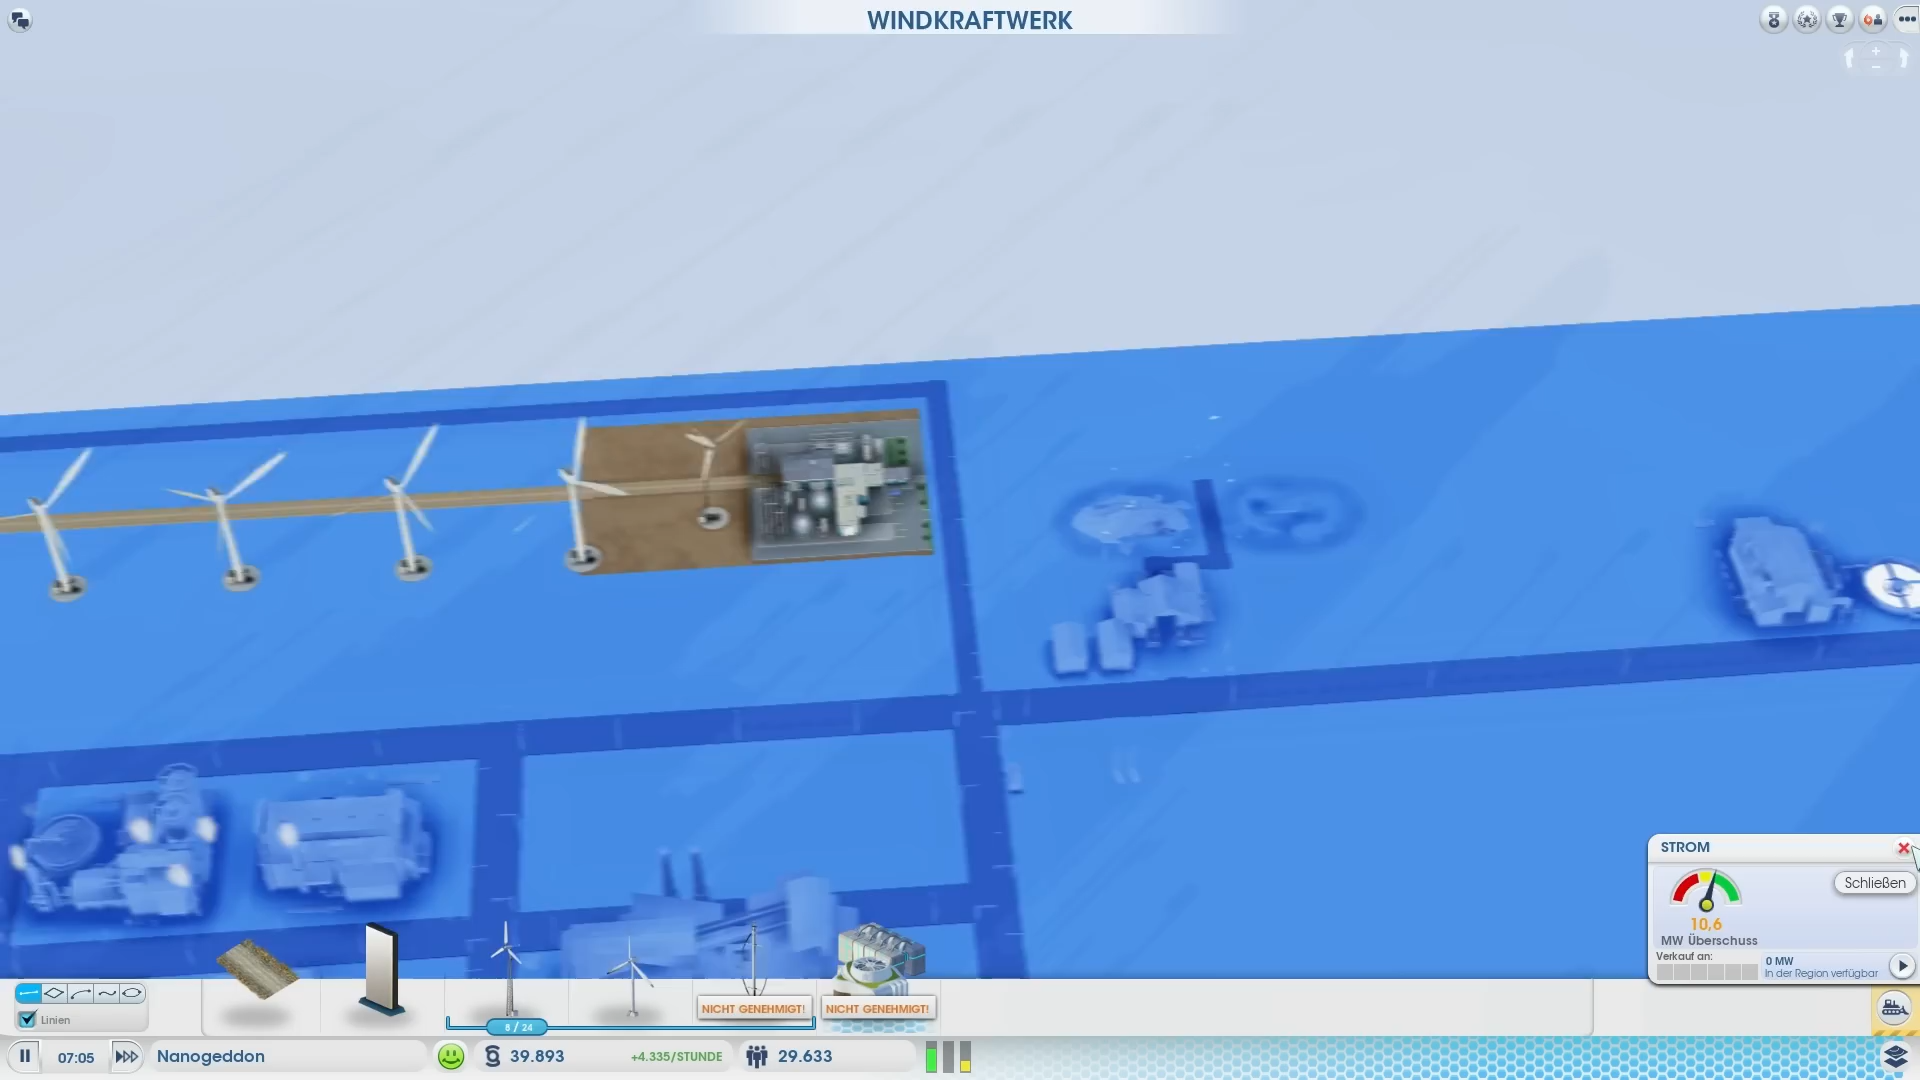 WINDKRAFTWERK
STROM
Schließen
10,6
MW Überschuss
Verkauf an:
0 MW
In der Region verfügbar
NICHT GENEHMIGT!
NICHT GENEHMIGT!
Linien
8 / 24
07:05
Nanogeddon
39.893
+4.335/STUNDE
29.633